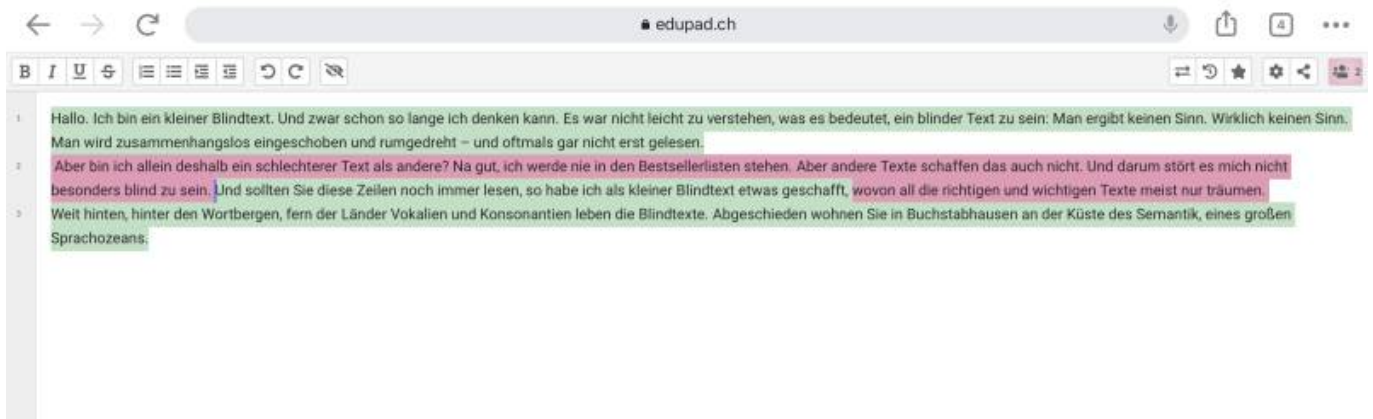 edupad.ch
4
B I U S
2
1
Hallo. Ich bin ein kleiner Blindtext. Und zwar schon so lange ich denken kann. Es war nicht leicht zu verstehen, was es bedeutet, ein blinder Text zu sein: Man ergibt keinen Sinn. Wirklich keinen Sinn.
Man wird zusammenhangslos eingeschoben und rumgedreht – und oftmals gar nicht erst gelesen.
2
Aber bin ich allein deshalb ein schlechterer Text als andere? Na gut, ich werde nie in den Bestsellerlisten stehen. Aber andere Texte schaffen das auch nicht. Und darum stört es mich nicht
besonders blind zu sein. Und sollten Sie diese Zeilen noch immer lesen, so habe ich als kleiner Blindtext etwas geschafft, wovon all die richtigen und wichtigen Texte meist nur träumen.
3
Weit hinten, hinter den Wortbergen, fern der Länder Vokalien und Konsonantien leben die Blindtexte. Abgeschieden wohnen Sie in Buchstabhausen an der Küste des Semantik, eines großen
Sprachozeans.